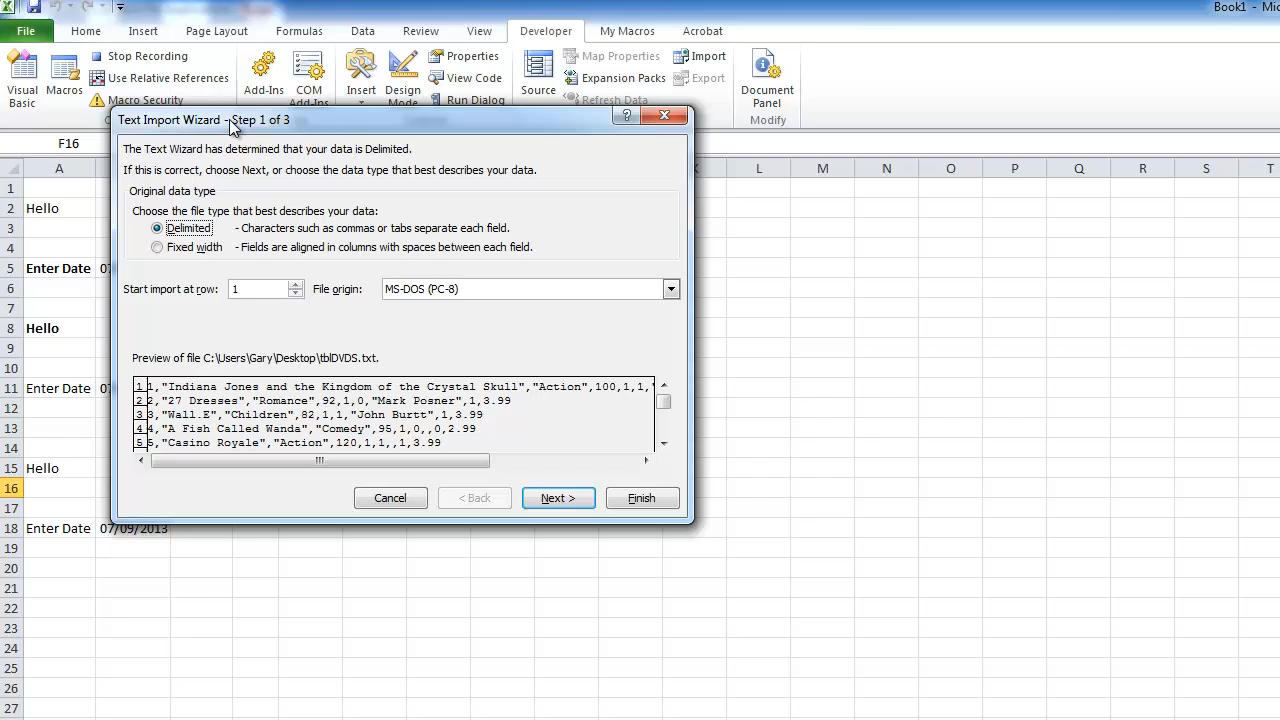 Book1 - Mic
File Home Insert Page Layout Formulas Data Review View Developer My Macros Acrobat
Visual Basic
Macros
Stop Recording
Use Relative References
Macro Security
Add-Ins
COM Add-Ins
Insert
Design Mode
Properties
View Code
Run Dialog
Source
Map Properties
Expansion Packs
Refresh Data
Import
Export
Document Panel
Modify
F16
A L M N O P Q R S T
1
2 Hello
3
4
5 Enter Date 07
6
7
8 Hello
9
10
11 Enter Date 07
12
13
14
15 Hello
16
17
18 Enter Date 07/09/2013
19
20
21
22
23
24
25
26
27
Text Import Wizard - Step 1 of 3
The Text Wizard has determined that your data is Delimited.
If this is correct, choose Next, or choose the data type that best describes your data.
Original data type
Choose the file type that best describes your data:
Delimited - Characters such as commas or tabs separate each field.
Fixed width - Fields are aligned in columns with spaces between each field.
Start import at row: 1 File origin: MS-DOS (PC-8)
Preview of file C:\Users\Gary\Desktop\tblDVDS.txt.
1 1,"Indiana Jones and the Kingdom of the Crystal Skull","Action",100,1,1,"
2 2,"27 Dresses","Romance",92,1,0,"Mark Posner",1,3.99
3 3,"Wall.E","Children",82,1,1,"John Burtt",1,3.99
4 4,"A Fish Called Wanda","Comedy",95,1,0,,0,2.99
5 5,"Casino Royale","Action",120,1,1,,1,3.99
Cancel < Back Next > Finish